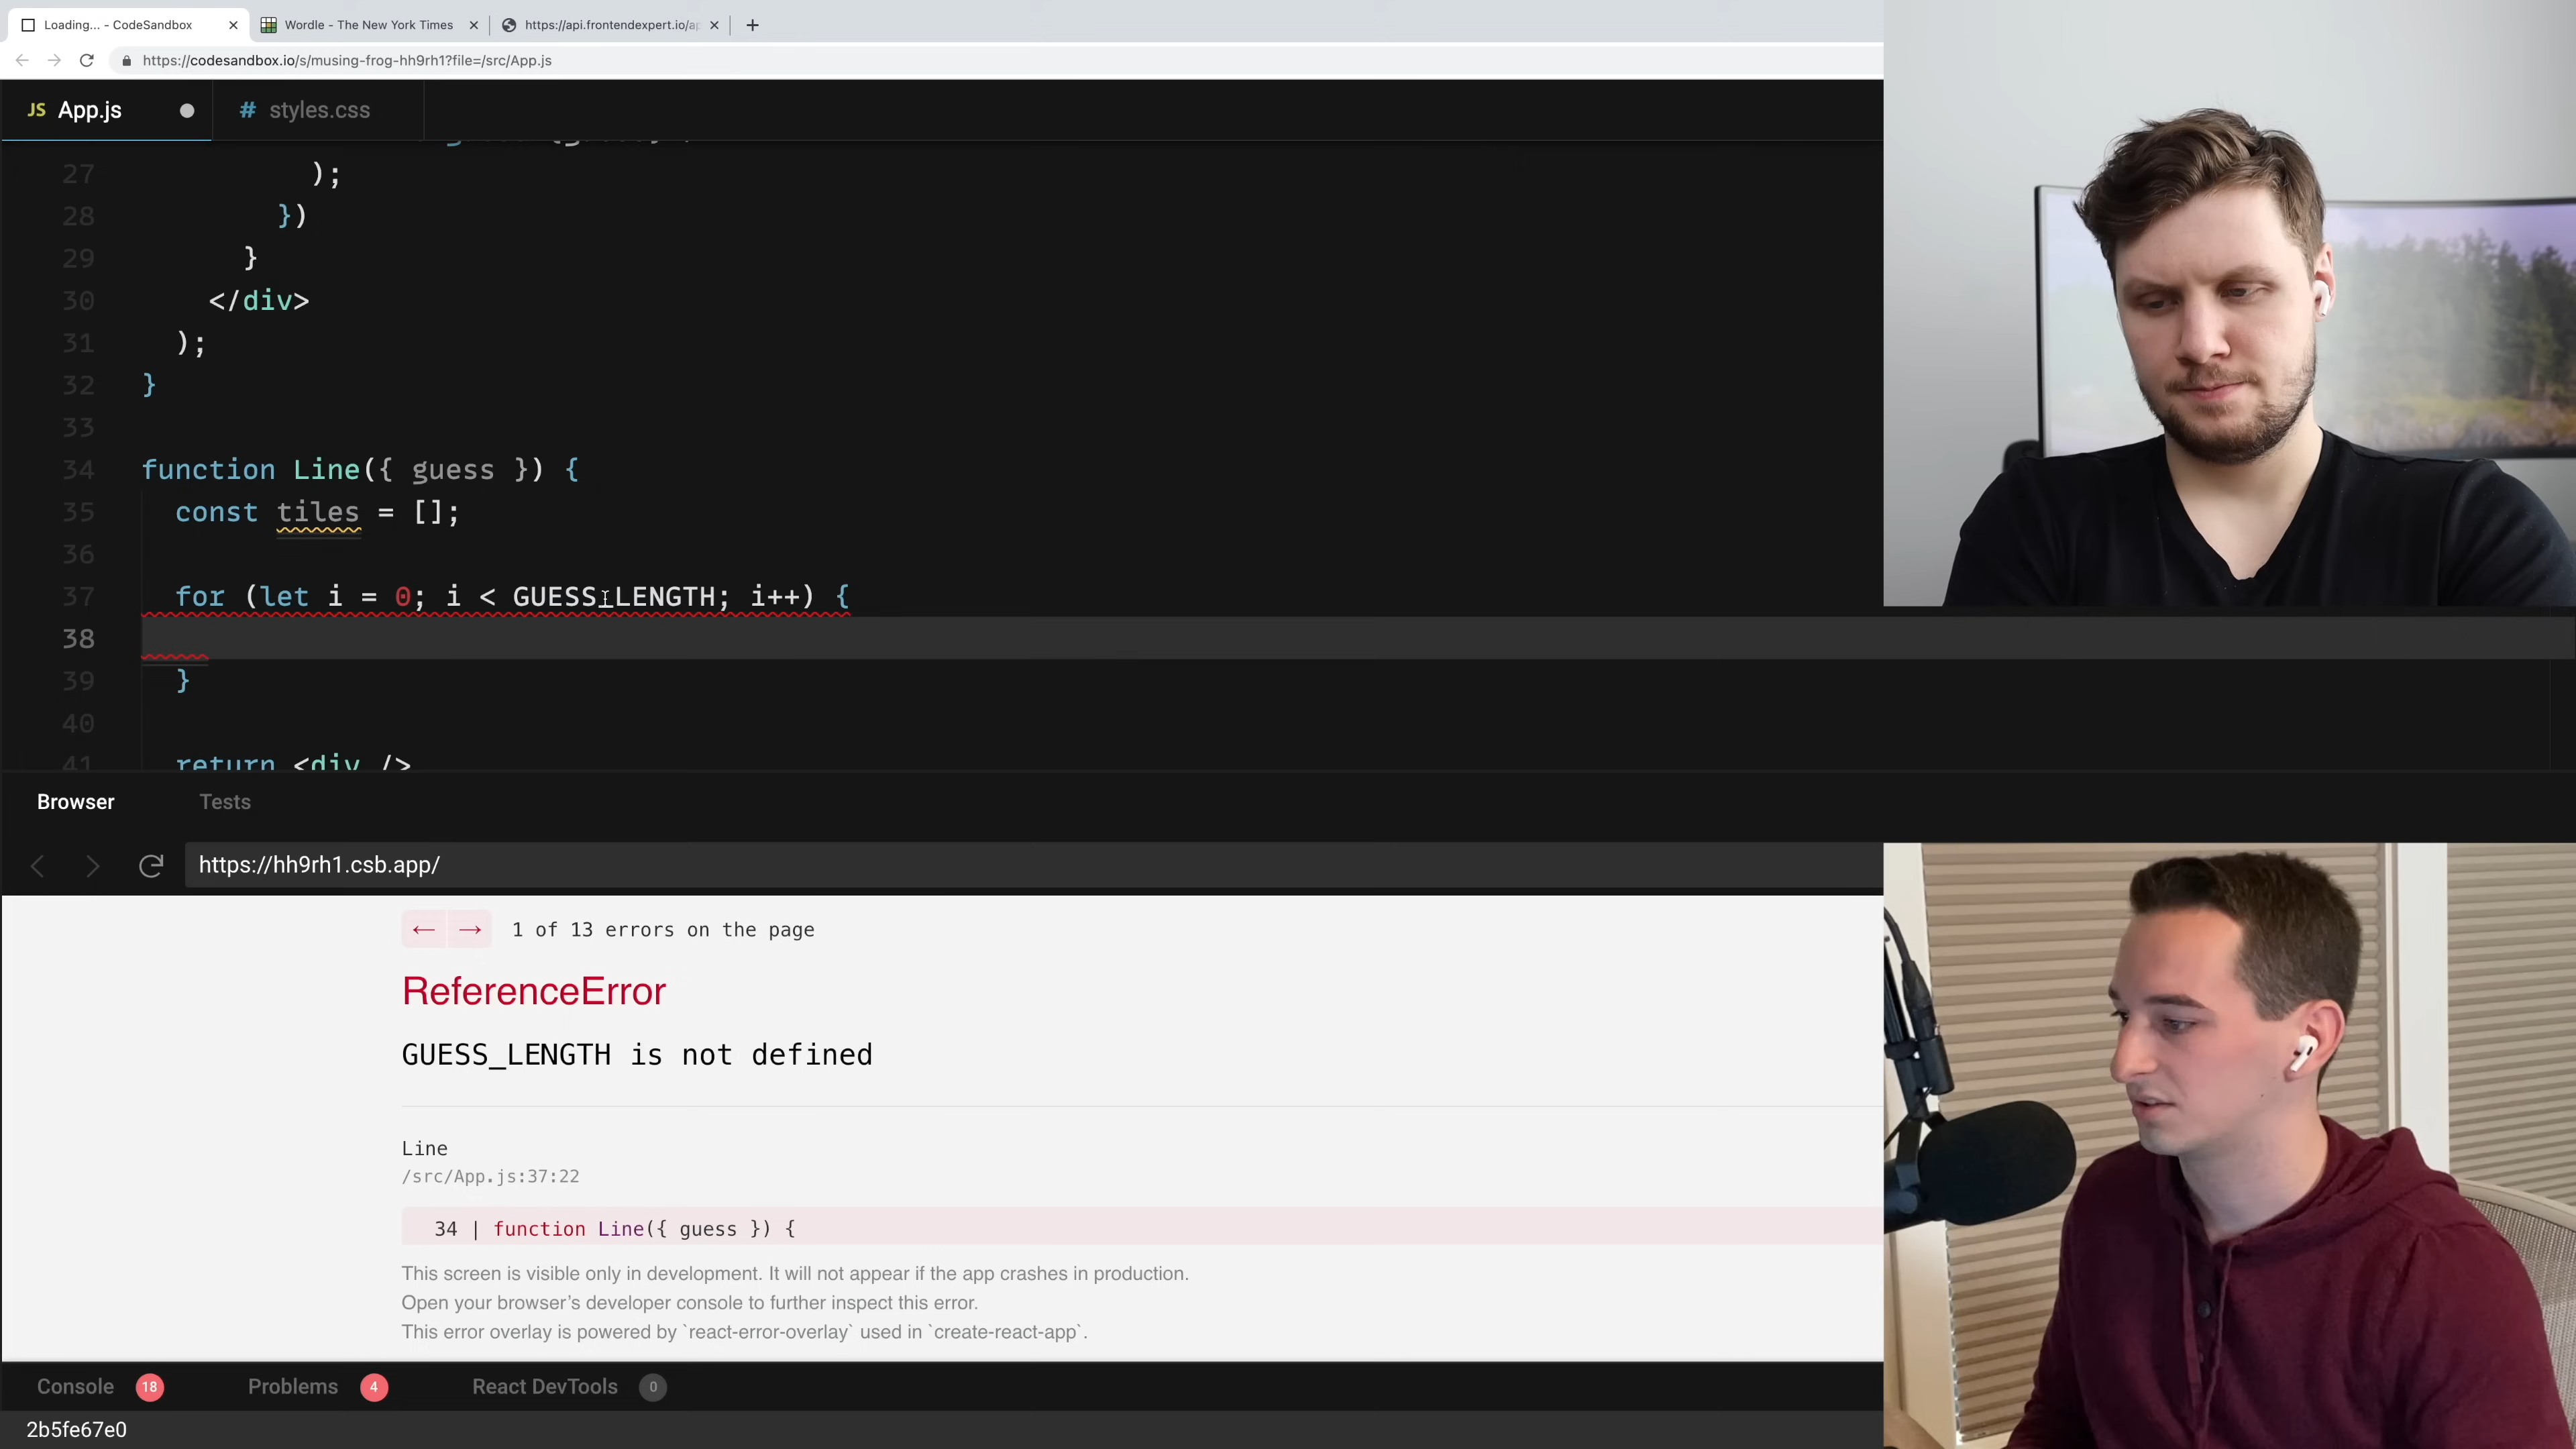 Loading... - CodeSandbox
Wordle - The New York Times
https://api.frontendexpert.io/ap
https://codesandbox.io/s/musing-frog-hh9rh1?file=/src/App.js
JS App.js
# styles.css
27 );
28 })
29 }
30 </div>
31 );
32 }
33
34 function Line({ guess }) {
35 const tiles = [];
36
37 for (let i = 0; i < GUESS_LENGTH; i++) {
38
39 }
40
41 return <div />
Browser Tests
https://hh9rh1.csb.app/
← → 1 of 13 errors on the page
ReferenceError
GUESS_LENGTH is not defined
Line
/src/App.js:37:22
34 | function Line({ guess }) {
This screen is visible only in development. It will not appear if the app crashes in production.
Open your browser’s developer console to further inspect this error.
This error overlay is powered by `react-error-overlay` used in `create-react-app`.
Console 18 Problems 4 React DevTools 0
2b5fe67e0